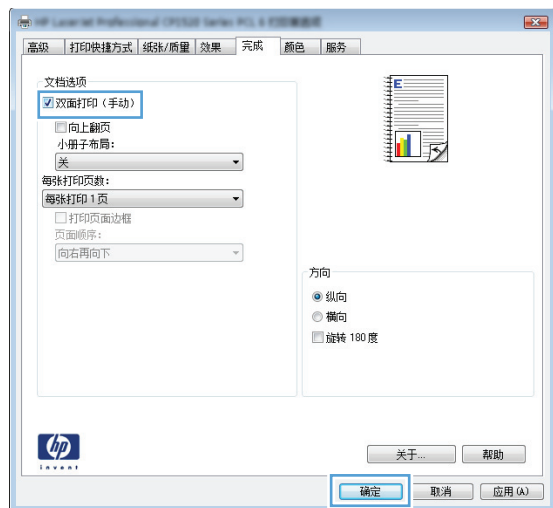 高级 打印快捷方式 纸张/质量 效果 完成 颜色 服务
文档选项
双面打印（手动）
向上翻页
小册子布局：
关
每张打印页数：
每张打印 1 页
打印页面边框
页面顺序：
向右再向下
E
方向
纵向
横向
旋转 180 度
hp
invent
关于... 帮助
确定 取消 应用 (A)